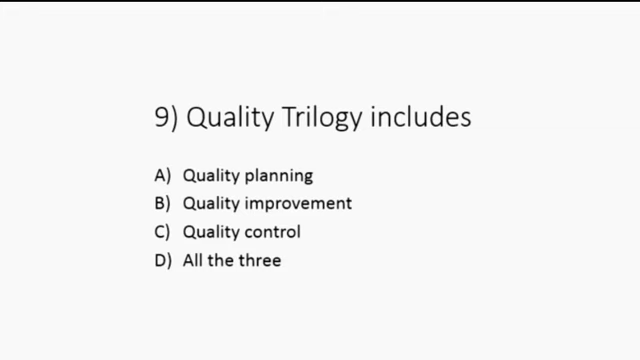 9) Quality Trilogy includes
A) Quality planning
B) Quality improvement
C) Quality control
D) All the three